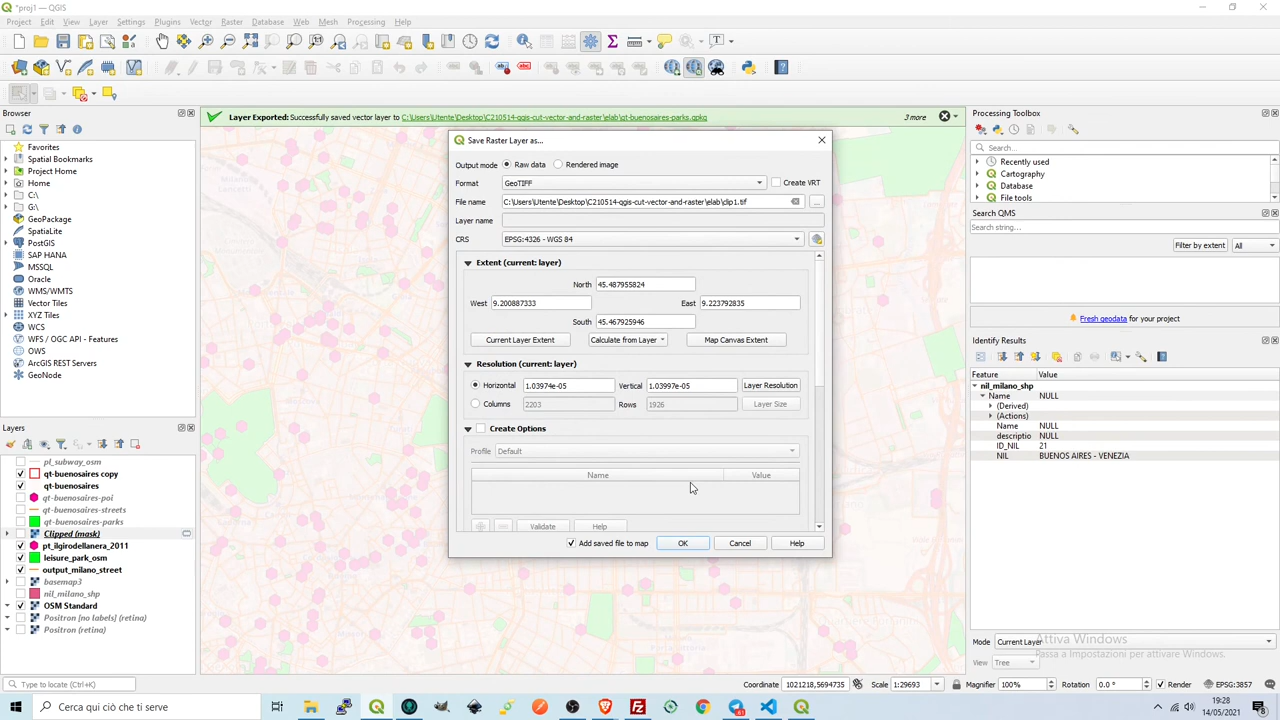 *proj1 — QGIS
Project Edit View Layer Settings Plugins Vector Raster Database Web Mesh Processing Help
Browser
Favorites
Spatial Bookmarks
Project Home
Home
C:\
G:\
GeoPackage
SpatiaLite
PostGIS
SAP HANA
MSSQL
Oracle
WMS/WMTS
Vector Tiles
XYZ Tiles
WCS
WFS / OGC API - Features
OWS
ArcGIS REST Servers
GeoNode
Layers
pl_subway_osm
qt-buenosaires copy
qt-buenosaires
qt-buenosaires-poi
qt-buenosaires-streets
qt-buenosaires-parks
Clipped (mask)
pt_ilgirodellanera_2011
leisure_park_osm
output_milano_street
basemap3
nil_milano_shp
OSM Standard
Positron [no labels] (retina)
Positron (retina)
Layer Exported: Successfully saved vector layer to C:\Users\Utente\Desktop\C210514-qgis-cut-vector-and-raster\elab\qt-buenosaires-parks.gpkg
3 more
Save Raster Layer as...
Output mode Raw data Rendered image
Format GeoTIFF Create VRT
File name C:\Users\Utente\Desktop\C210514-qgis-cut-vector-and-raster\elab\clip1.tif ...
Layer name
CRS EPSG:4326 - WGS 84
Extent (current: layer)
North 45.487955824
West 9.200887333 East 9.223792835
South 45.467925946
Current Layer Extent Calculate from Layer Map Canvas Extent
Resolution (current: layer)
Horizontal 1.03974e-05 Vertical 1.03997e-05 Layer Resolution
Columns 2203 Rows 1926 Layer Size
Create Options
Profile Default
Name Value
Validate Help
Add saved file to map OK Cancel Help
Processing Toolbox
Search...
Recently used
Cartography
Database
File tools
Search QMS
Search string...
Filter by extent All
Fresh geodata for your project
Identify Results
Feature Value
nil_milano_shp
Name NULL
(Derived)
(Actions)
Name NULL
descriptio NULL
ID_NIL 21
NIL BUENOS AIRES - VENEZIA
Mode Current Layer
View Tree
Attiva Windows
Passa a Impostazioni per attivare Windows.
Type to locate (Ctrl+K)
Coordinate 1021218,5694735 Scale 1:29693 Magnifier 100% Rotation 0.0 ° Render EPSG:3857
Cerca qui ciò che ti serve
19:28
14/05/2021